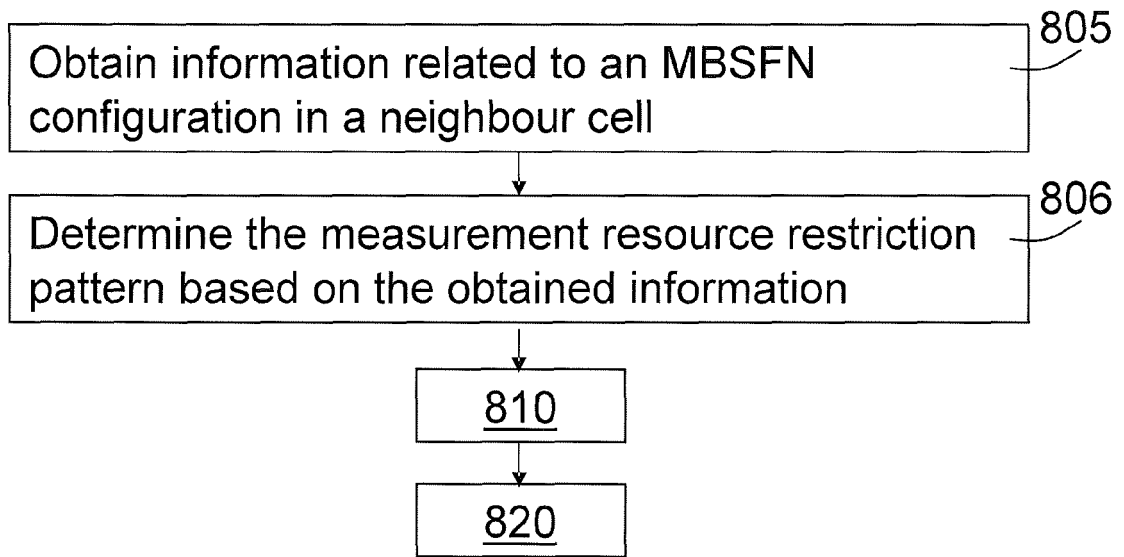 805
Obtain information related to an MBSFN
configuration in a neighbour cell
806
Determine the measurement resource restriction
pattern based on the obtained information
810
820